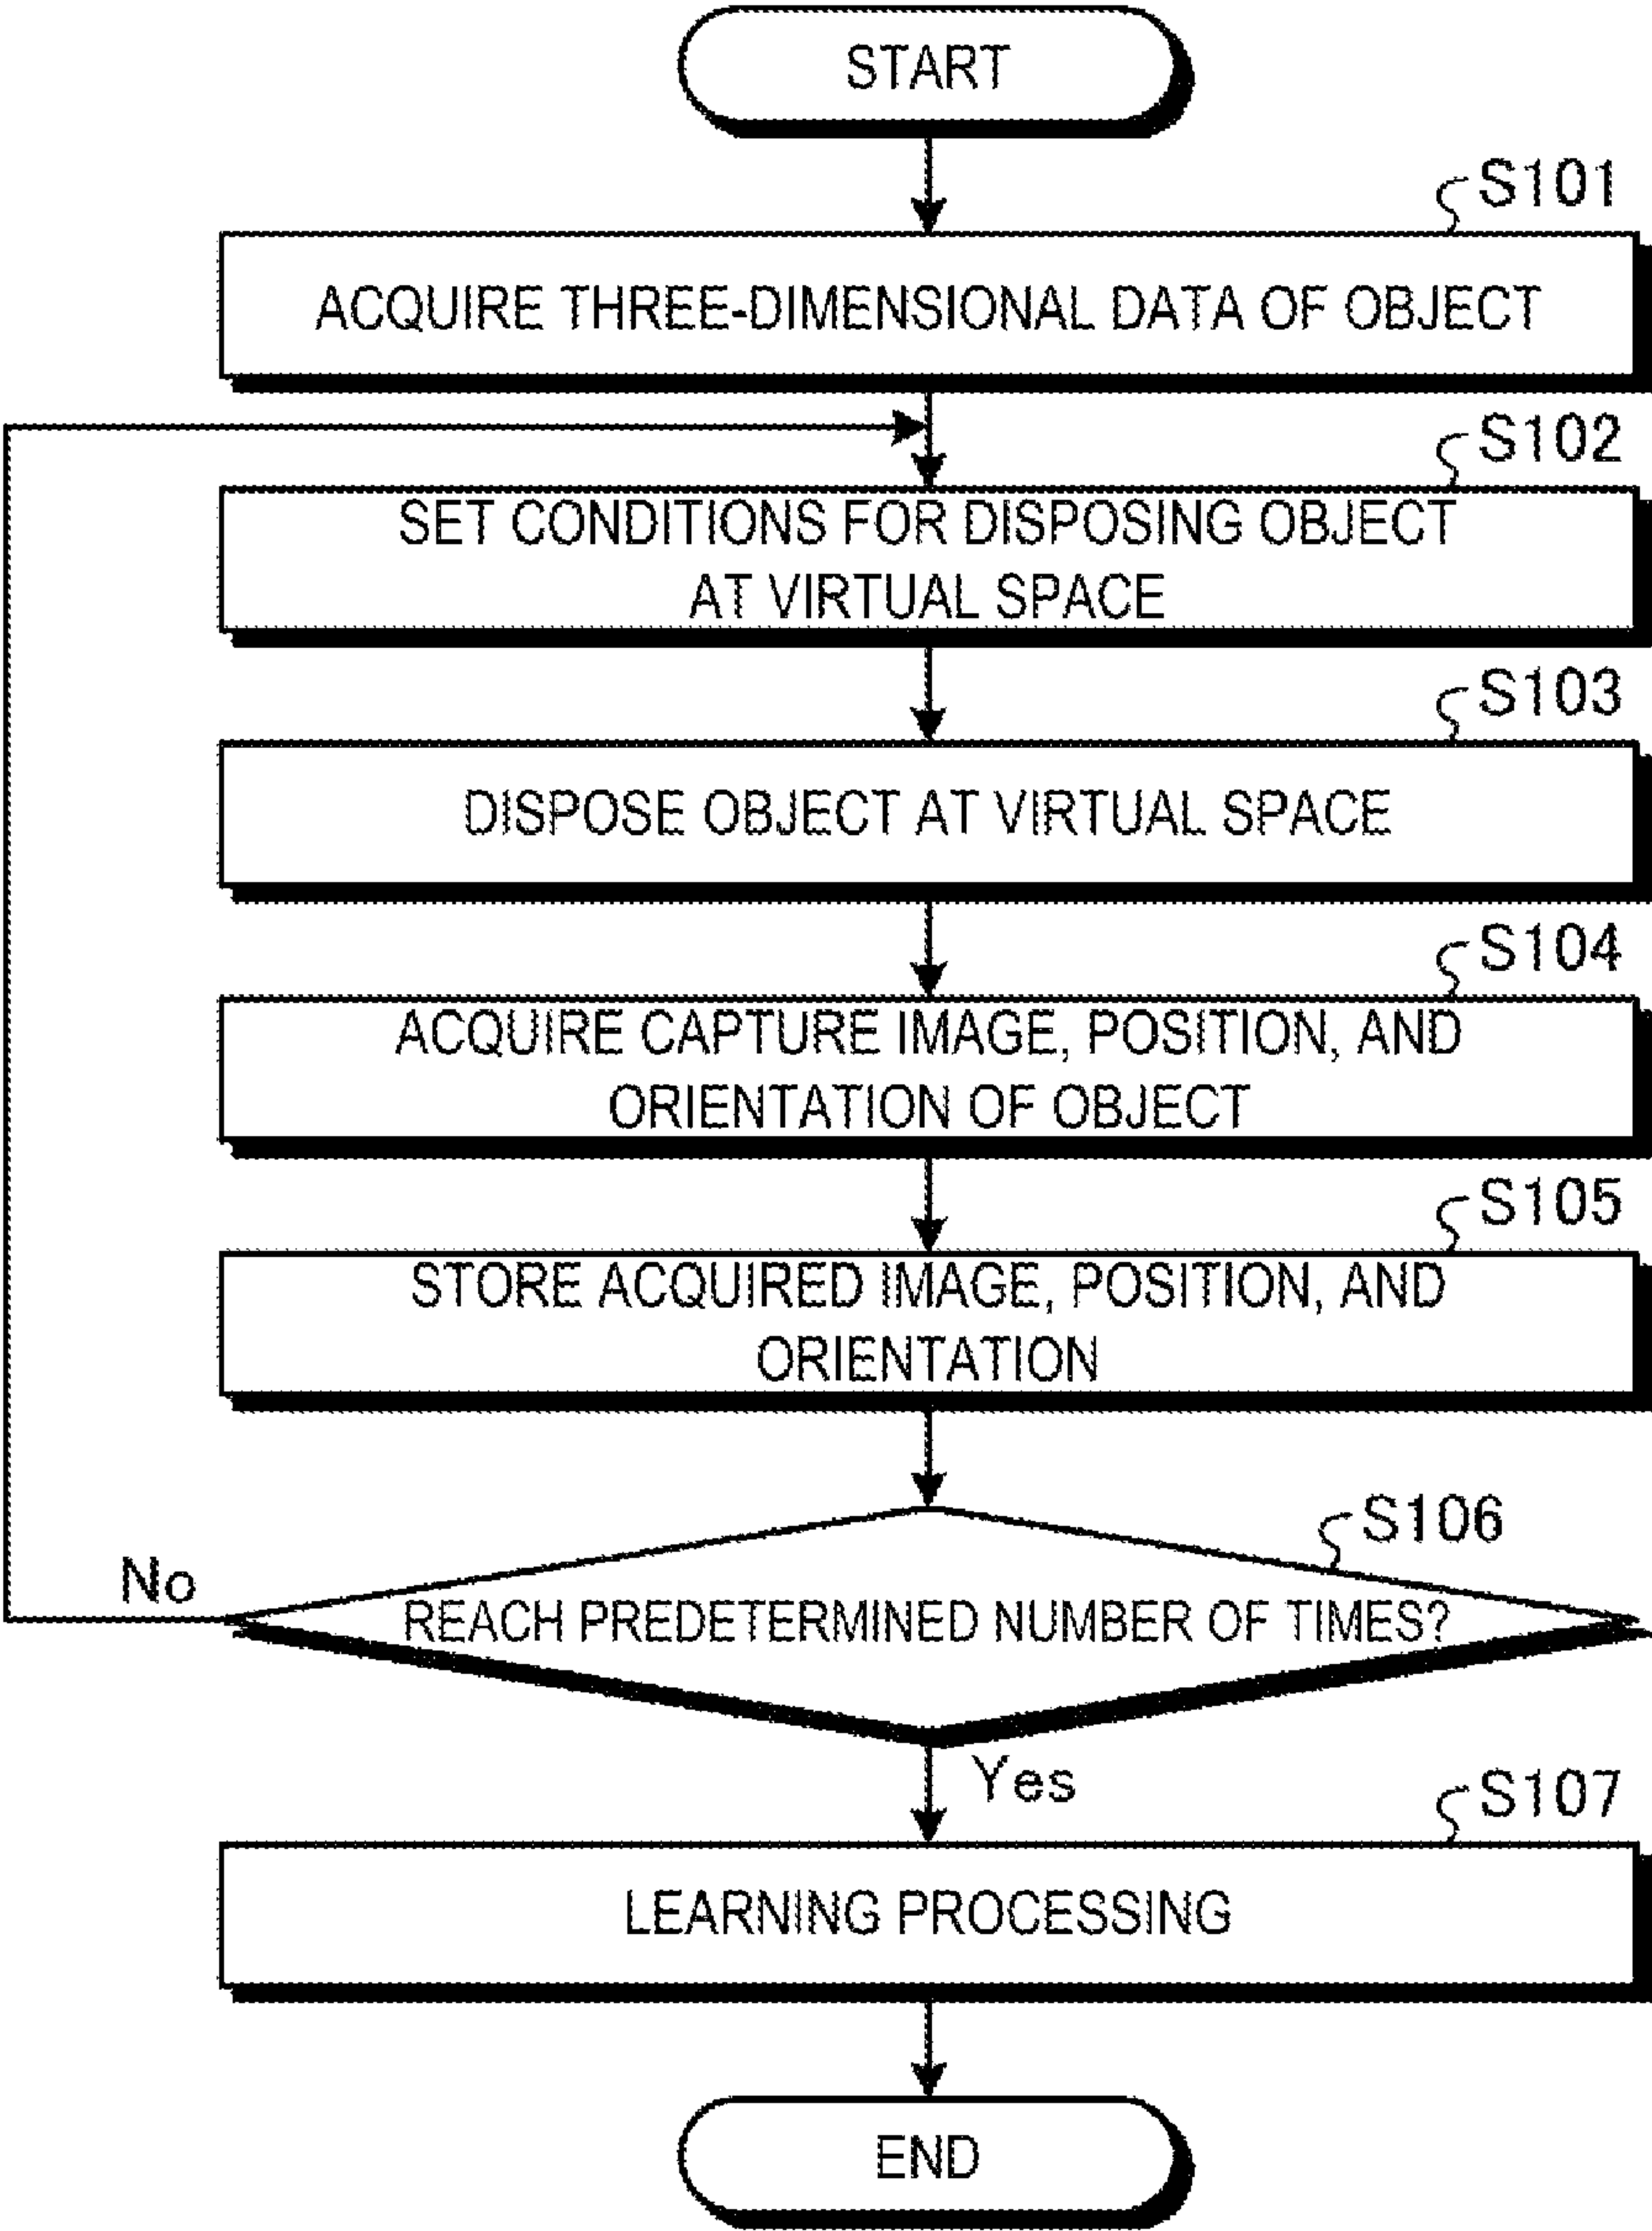 START
S101
ACQUIRE THREE-DIMENSIONAL DATA OF OBJECT
S102
SET CONDITIONS FOR DISPOSING OBJECT
AT VIRTUAL SPACE
S103
DISPOSE OBJECT AT VIRTUAL SPACE
S104
ACQUIRE CAPTURE IMAGE, POSITION, AND
ORIENTATION OF OBJECT
S105
STORE ACQUIRED IMAGE, POSITION, AND
ORIENTATION
S106
No
REACH PREDETERMINED NUMBER OF TIMES?
Yes
S107
LEARNING PROCESSING
END